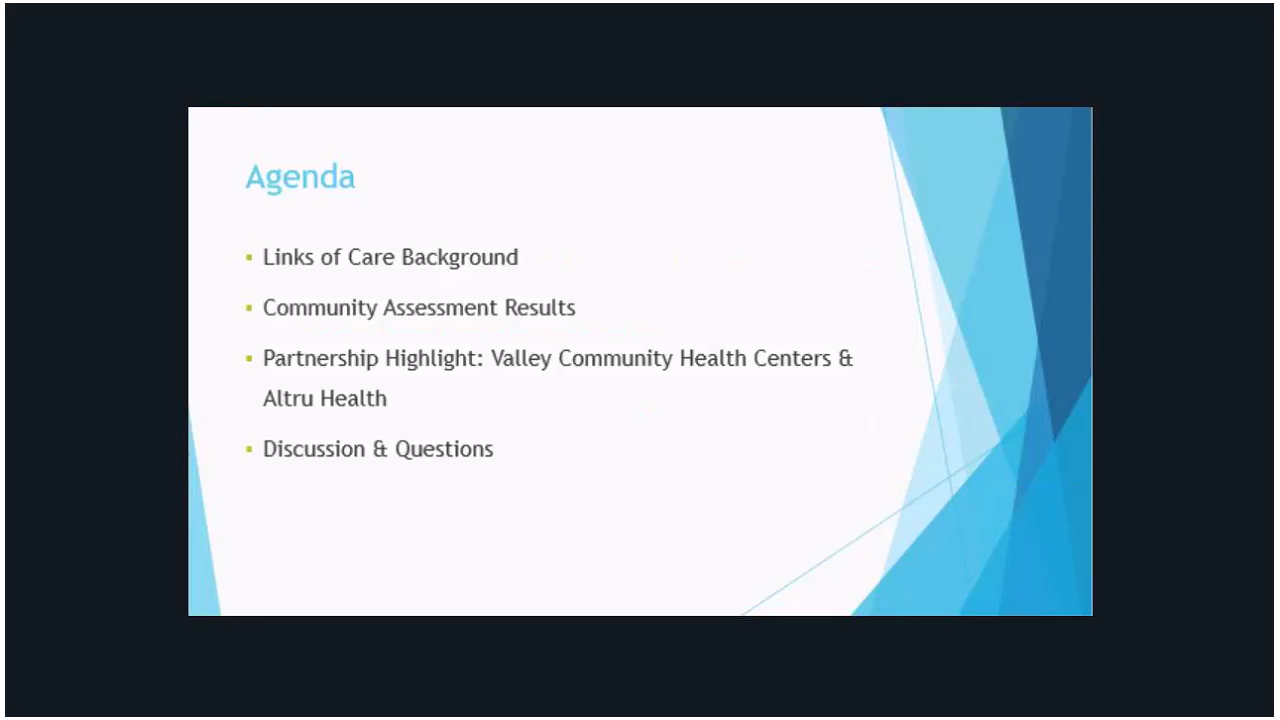 Agenda
▪ Links of Care Background
▪ Community Assessment Results
▪ Partnership Highlight: Valley Community Health Centers &
Altru Health
▪ Discussion & Questions